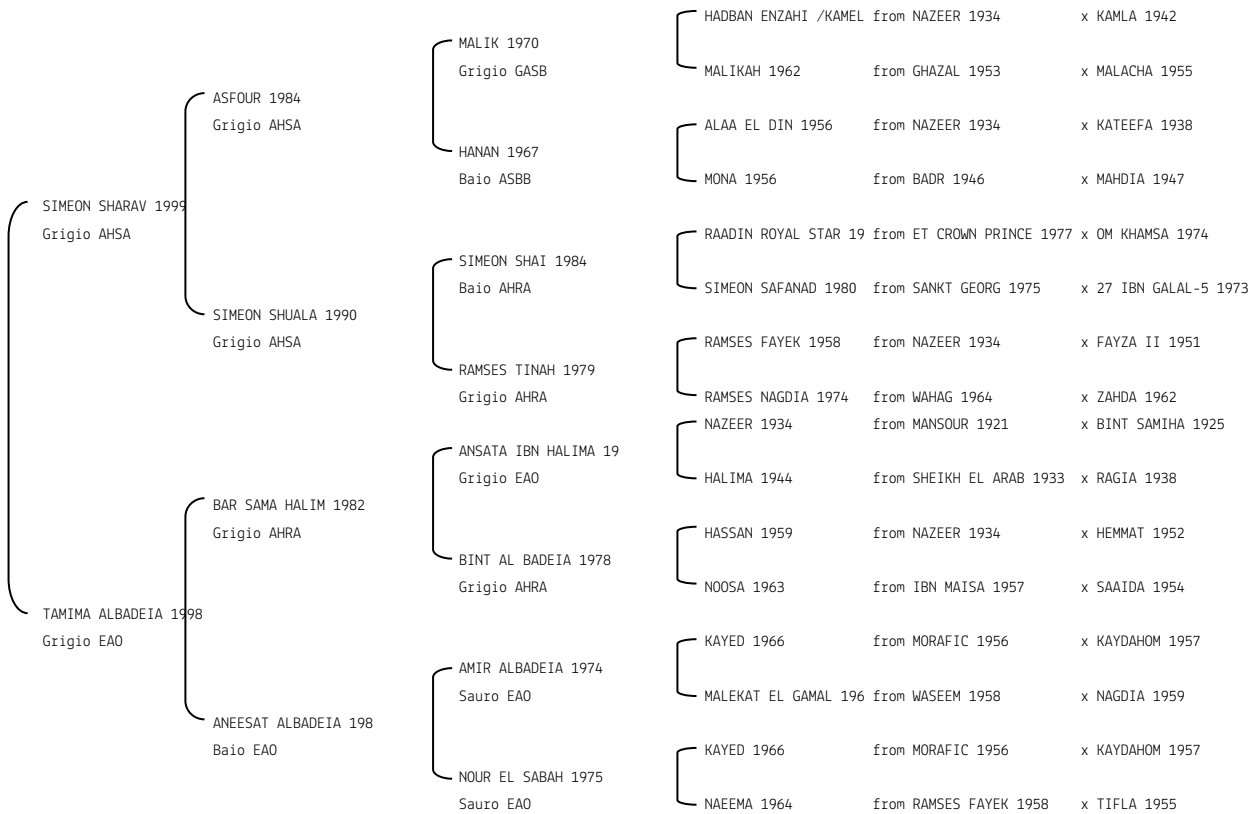 HADBAN ENZAHI /KAMEL from NAZEER 1934 x KAMLA 1942
MALIK 1970
Grigio GASB MALIKAH 1962 from GHAZAL 1953 x MALACHA 1955
ASFOUR 1984
Grigio AHSA ALAA EL DIN 1956 from NAZEER 1934 x KATEEFA 1938
HANAN 1967
Baio ASBB MONA 1956 from BADR 1946 x MAHDIA 1947
SIMEON SHARAV 1999
Grigio AHSA RAADIN ROYAL STAR 19 from ET CROWN PRINCE 1977 x OM KHAMSA 1974
SIMEON SHAI 1984
Baio AHRA SIMEON SAFANAD 1980 from SANKT GEORG 1975 x 27 IBN GALAL-5 1973
SIMEON SHUALA 1990
Grigio AHSA RAMSES FAYEK 1958 from NAZEER 1934 x FAYZA II 1951
RAMSES TINAH 1979
Grigio AHRA RAMSES NAGDIA 1974 from WAHAG 1964 x ZAHDA 1962
NAZEER 1934 from MANSOUR 1921 x BINT SAMIHA 1925
ANSATA IBN HALIMA 19
Grigio EAO HALIMA 1944 from SHEIKH EL ARAB 1933 x RAGIA 1938
BAR SAMA HALIM 1982
Grigio AHRA HASSAN 1959 from NAZEER 1934 x HEMMAT 1952
BINT AL BADEIA 1978
Grigio AHRA NOOSA 1963 from IBN MAISA 1957 x SAAIDA 1954
TAMIMA ALBADEIA 1998
Grigio EAO KAYED 1966 from MORAFIC 1956 x KAYDAHOM 1957
AMIR ALBADEIA 1974
Sauro EAO MALEKAT EL GAMAL 196 from WASEEM 1958 x NAGDIA 1959
ANEESAT ALBADEIA 198
Baio EAO KAYED 1966 from MORAFIC 1956 x KAYDAHOM 1957
NOUR EL SABAH 1975
Sauro EAO NAEEMA 1964 from RAMSES FAYEK 1958 x TIFLA 1955